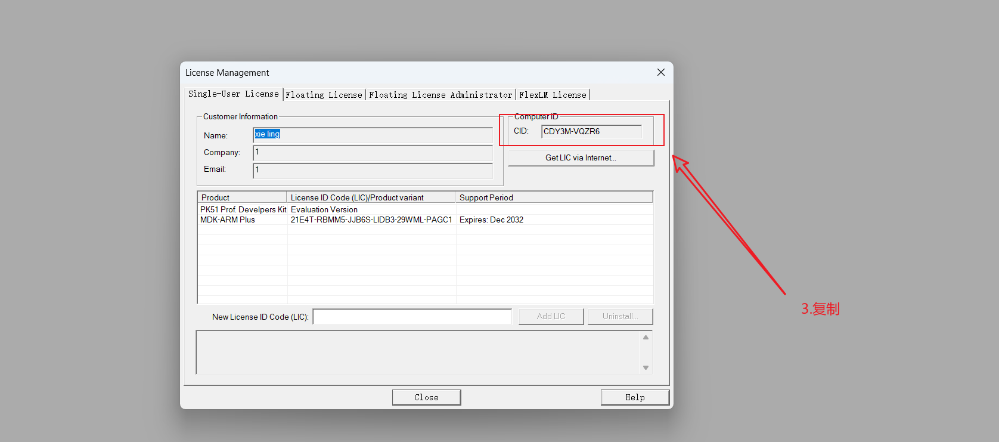 License Management
Single-User License
Floating License
Floating License Administrator
FlexLM License
Customer Information
Name:
xie ling
Company:
1
Email:
1
Computer ID
CID:
CDY3M-VQZR6
Get LIC via Internet...
Product
License ID Code (LIC)/Product variant
Support Period
PK51 Prof. Develpers Kit
Evaluation Version
MDK-ARM Plus
21E4T-RBMM5-JJB6S-LIDB3-29WML-PAGC1
Expires: Dec 2032
3.复制
New License ID Code (LIC):
Add LIC
Uninstall...
Close
Help